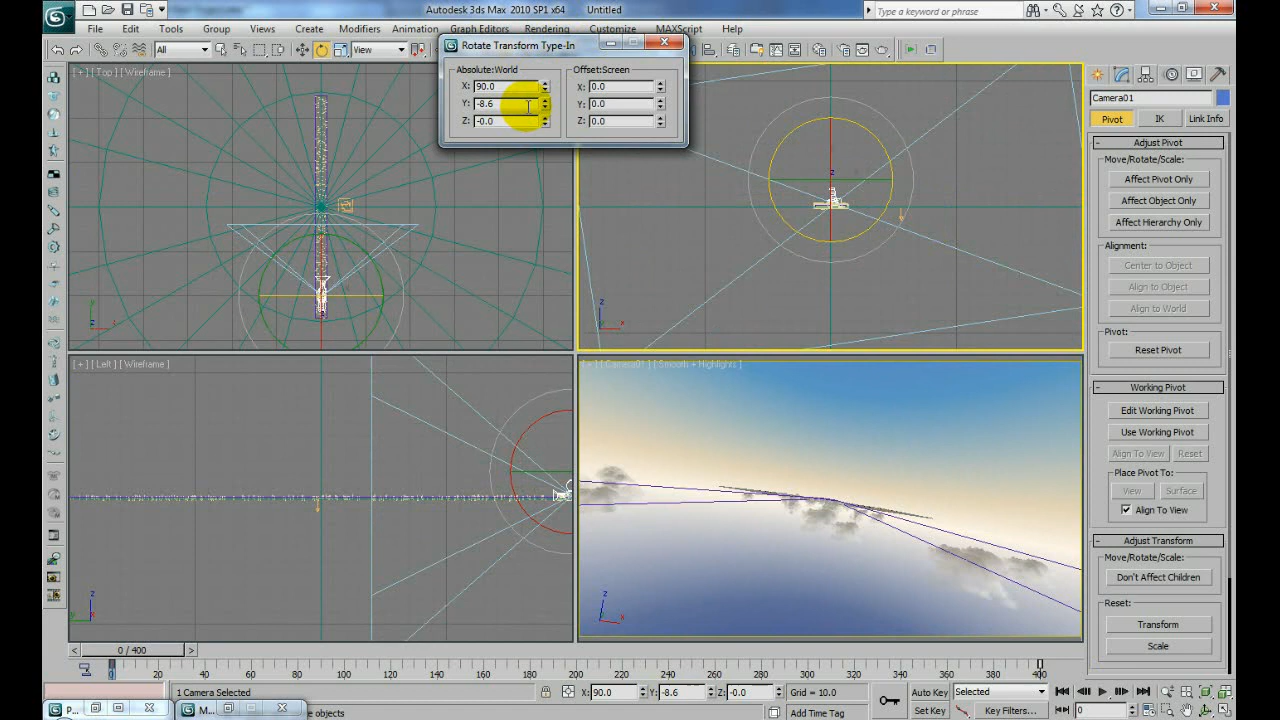 Autodesk 3ds Max 2010 SP1 x64 Untitled
Type a keyword or phrase
File Edit Tools Group Views Create Modifiers Animation Graph Editors Rendering Customize MAXScript Help
All
View
Rotate Transform Type-In
Absolute:World
X: 90.0
Y: -8.6
Z: -0.0
Offset:Screen
X: 0.0
Y: 0.0
Z: 0.0
[ + ] [ Top ] [ Wireframe ]
[ + ] [ Left ] [ Wireframe ]
[ + ] [ Camera01 ] [ Smooth + Highlights ]
Camera01
Pivot IK Link Info
Adjust Pivot
Move/Rotate/Scale:
Affect Pivot Only
Affect Object Only
Affect Hierarchy Only
Alignment:
Center to Object
Align to Object
Align to World
Pivot:
Reset Pivot
Working Pivot
Edit Working Pivot
Use Working Pivot
Align To View Reset
Place Pivot To:
View Surface
Align To View
Adjust Transform
Move/Rotate/Scale:
Don't Affect Children
Reset:
Transform
Scale
0 / 400
0 20 40 60 80 100 120 140 160 180 200 220 240 260 280 300 320 340 360 380 400
1 Camera Selected
X: 90.0 Y: -8.6 Z: -0.0 Grid = 10.0
Auto Key Selected
P... M...
e objects
Add Time Tag
Set Key Key Filters...
0